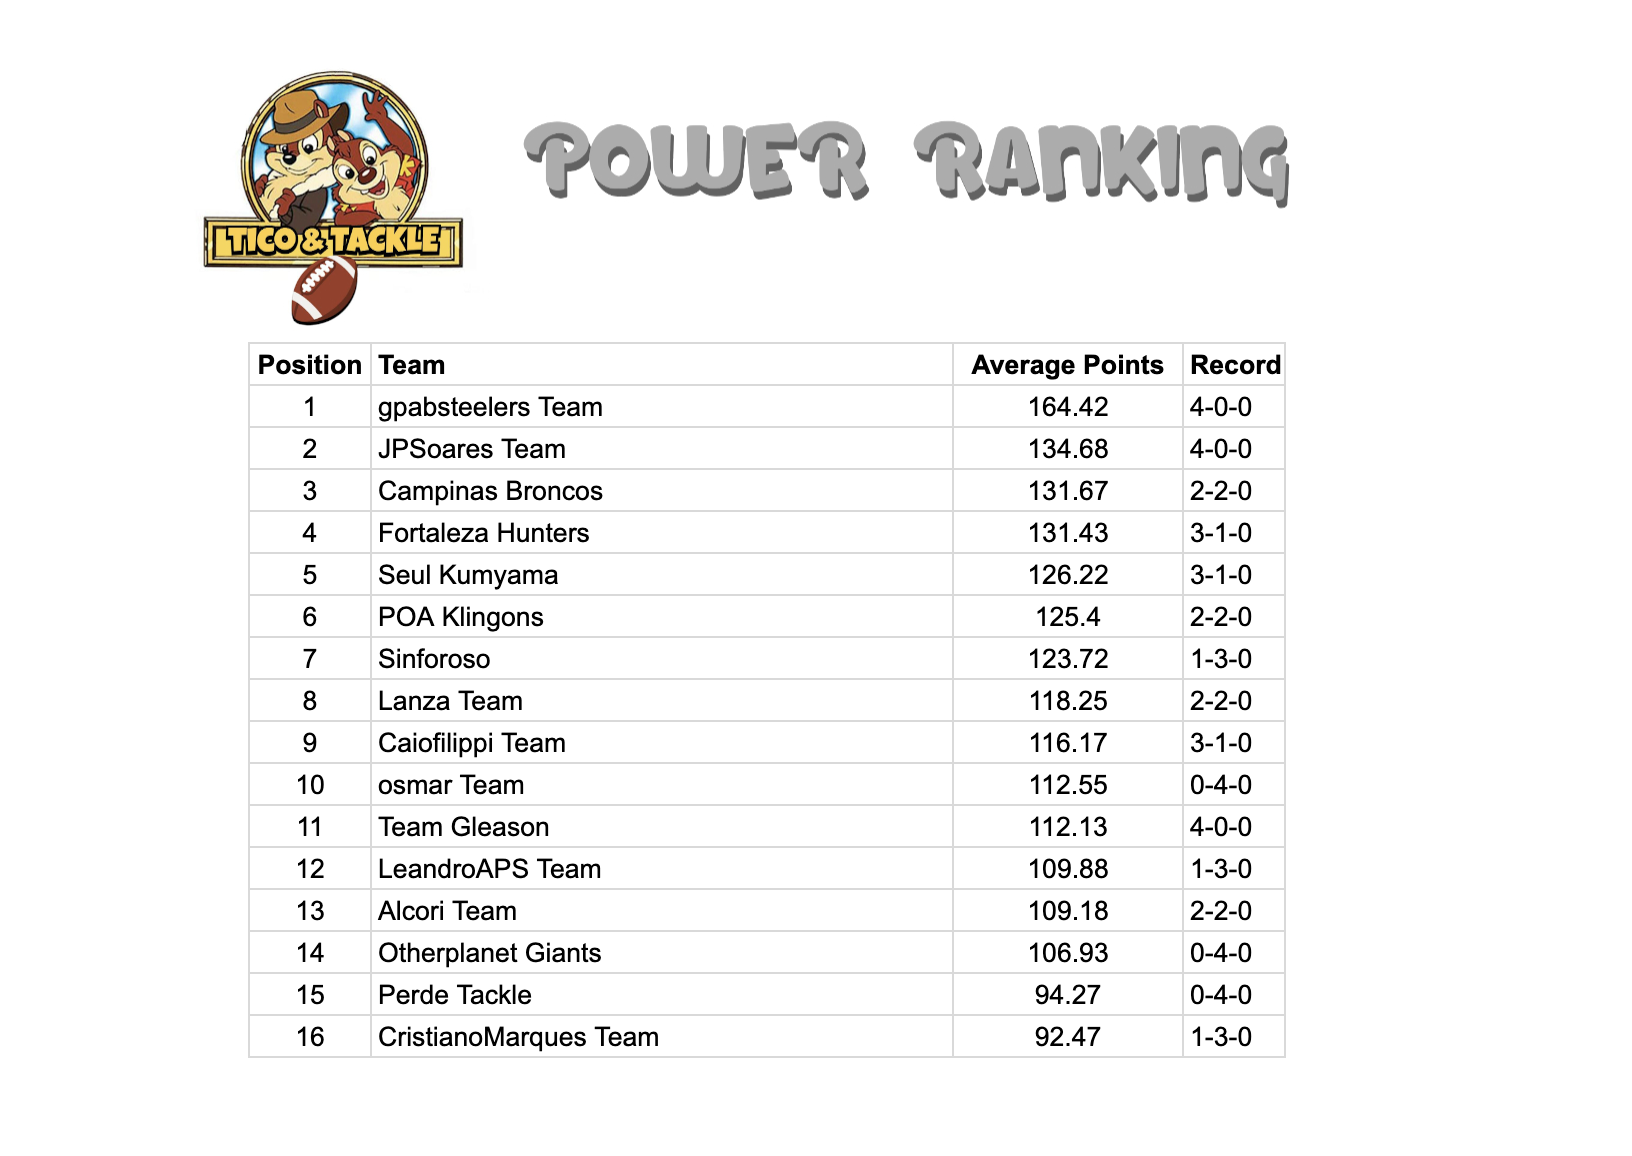 TICO & TACKLE
POWER RANKING
Position Team Average Points Record
1 gpabsteelers Team 164.42 4-0-0
2 JPSoares Team 134.68 4-0-0
3 Campinas Broncos 131.67 2-2-0
4 Fortaleza Hunters 131.43 3-1-0
5 Seul Kumyama 126.22 3-1-0
6 POA Klingons 125.4 2-2-0
7 Sinforoso 123.72 1-3-0
8 Lanza Team 118.25 2-2-0
9 Caiofilippi Team 116.17 3-1-0
10 osmar Team 112.55 0-4-0
11 Team Gleason 112.13 4-0-0
12 LeandroAPS Team 109.88 1-3-0
13 Alcori Team 109.18 2-2-0
14 Otherplanet Giants 106.93 0-4-0
15 Perde Tackle 94.27 0-4-0
16 CristianoMarques Team 92.47 1-3-0